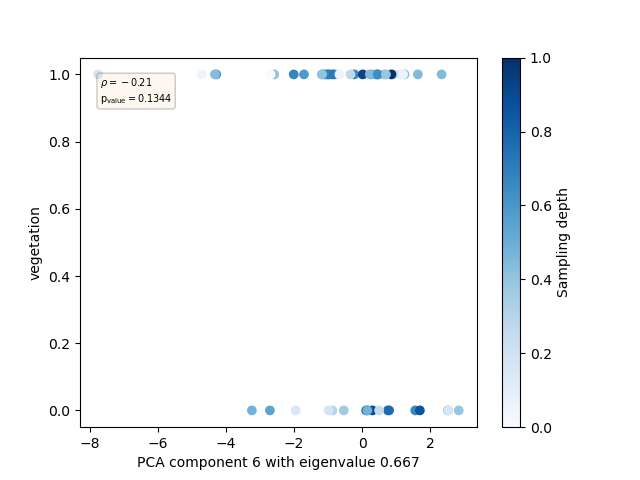 1.0
0.8
0.6
0.4
0.2
0.0
vegetation
ρ = −0.21
p_value = 0.1344
−8 −6 −4 −2 0 2
PCA component 6 with eigenvalue 0.667
1.0
0.8
0.6
0.4
0.2
0.0
Sampling depth